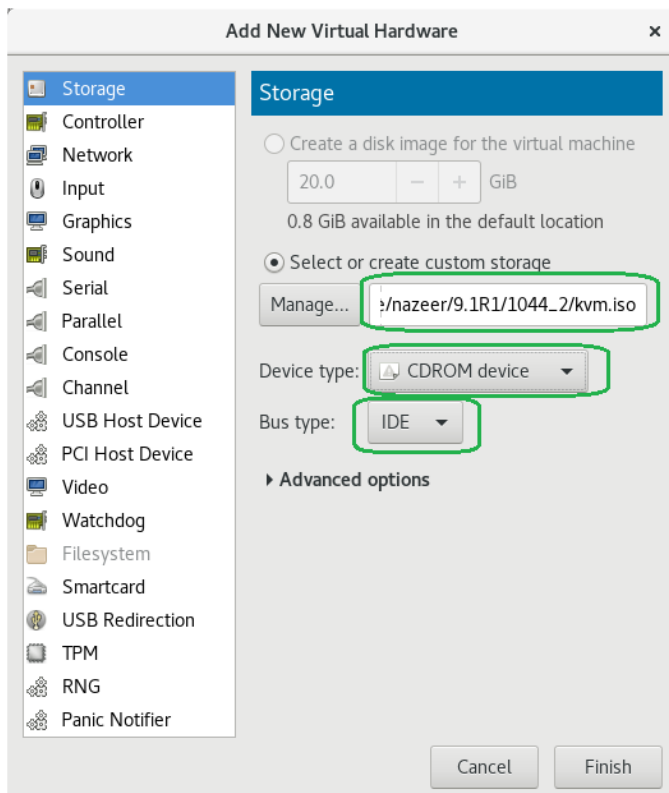 Add New Virtual Hardware
Storage
Controller
Network
Input
Graphics
Sound
Serial
Parallel
Console
Channel
USB Host Device
PCI Host Device
Video
Watchdog
Filesystem
Smartcard
USB Redirection
TPM
RNG
Panic Notifier
Storage
Create a disk image for the virtual machine
20.0 − + GiB
0.8 GiB available in the default location
Select or create custom storage
Manage... e/nazeer/9.1R1/1044_2/kvm.iso
Device type: CDROM device
Bus type: IDE
Advanced options
Cancel Finish